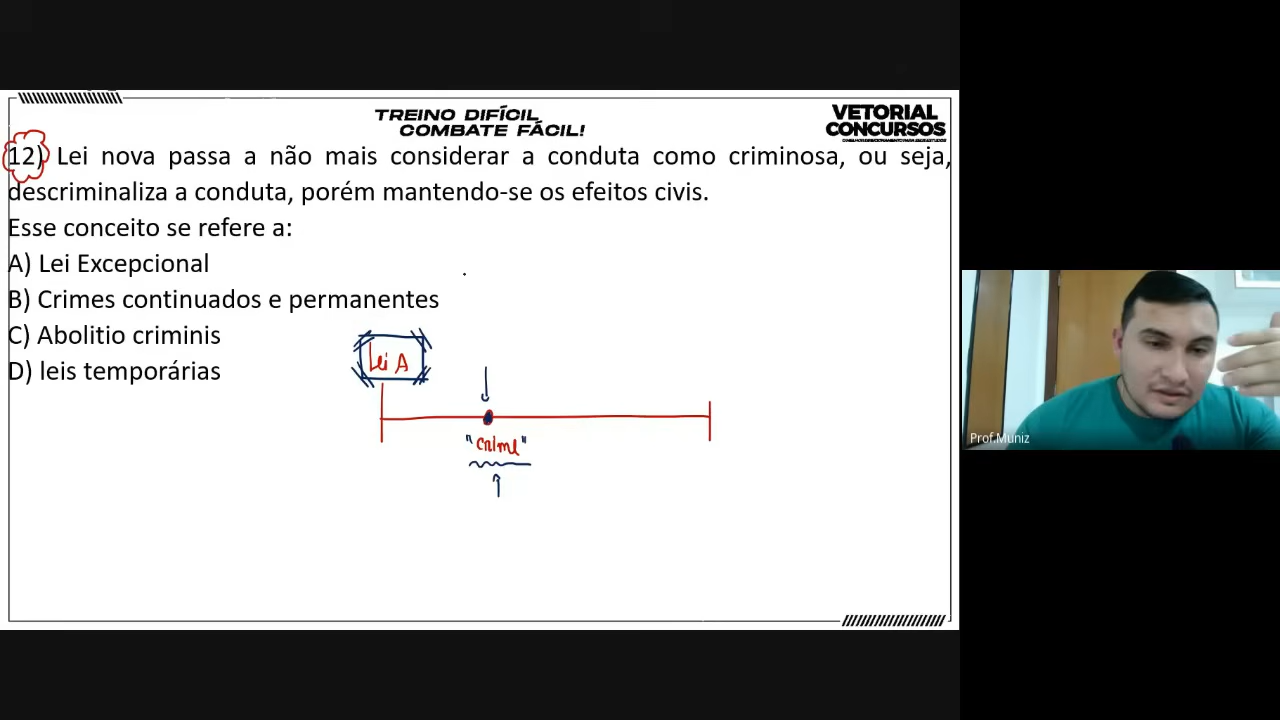 TREINO DIFÍCIL
COMBATE FÁCIL!
VETORIAL
CONCURSOS
12) Lei nova passa a não mais considerar a conduta como criminosa, ou seja,
descriminaliza a conduta, porém mantendo-se os efeitos civis.
Esse conceito se refere a:
A) Lei Excepcional
B) Crimes continuados e permanentes
C) Abolitio criminis
D) leis temporárias
Lei A
"crime"
Prof.Muniz